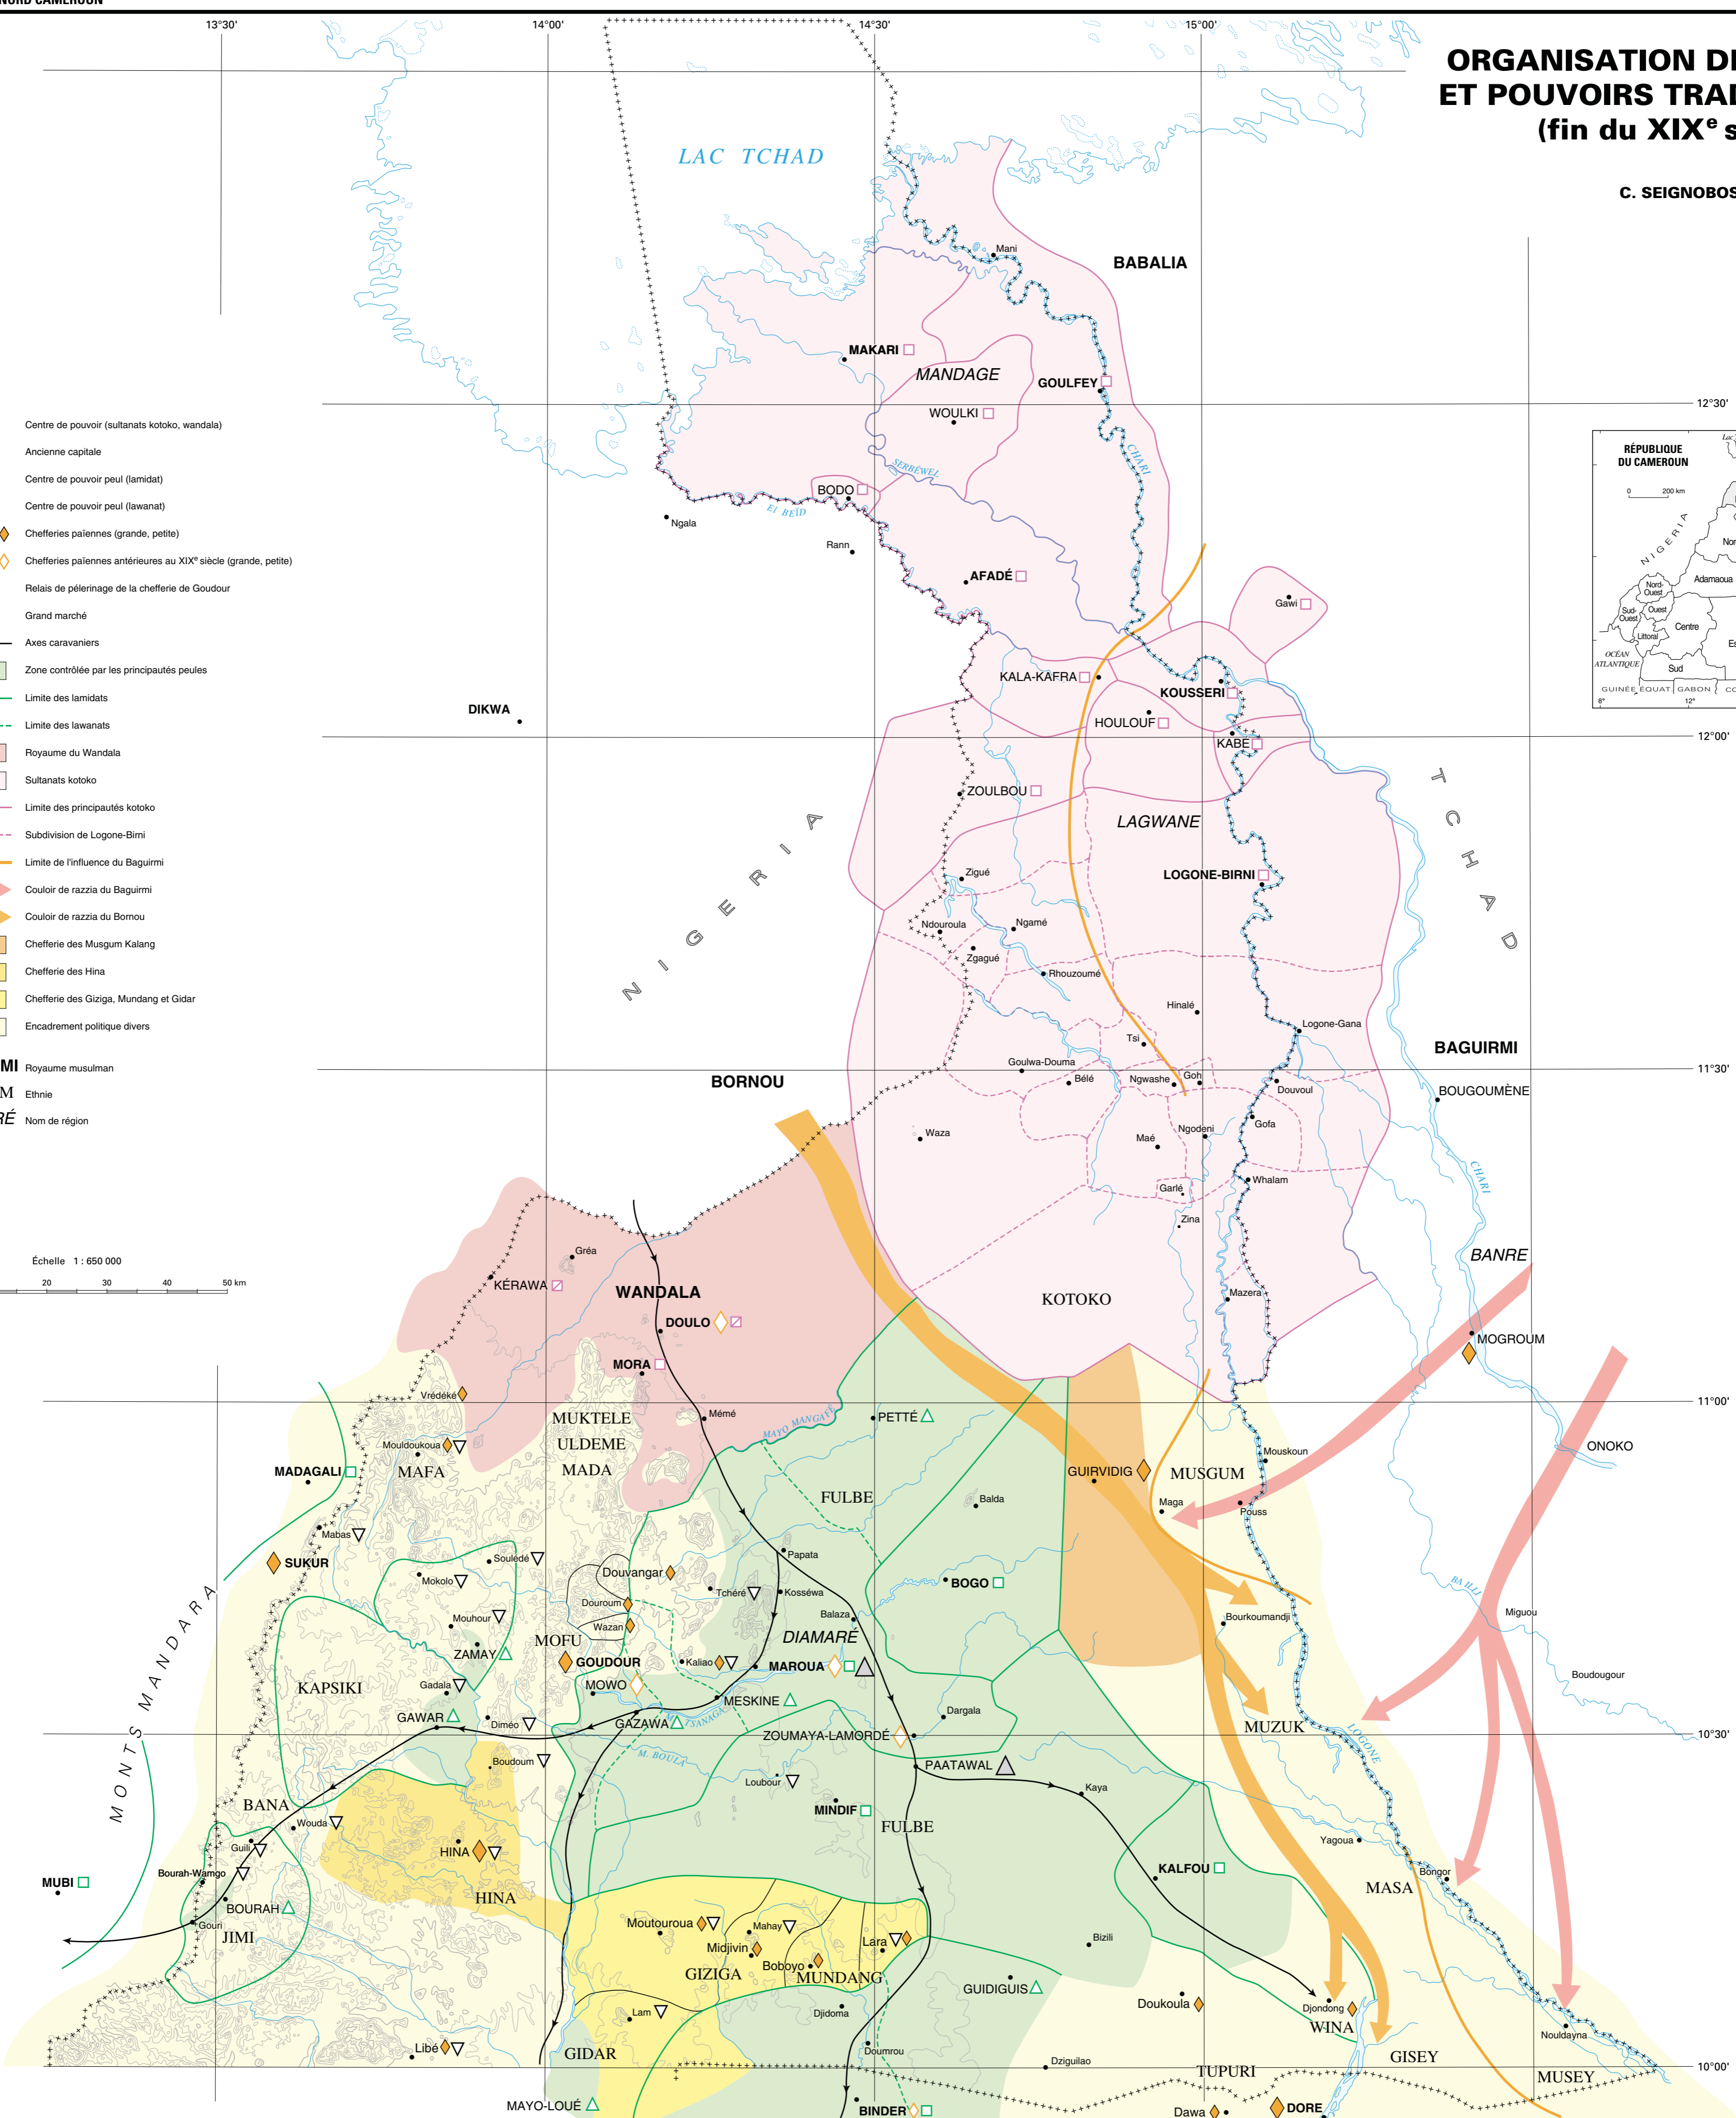 NORD CAMEROUN
13°30'
14°00'
14°30'
15°00'
ORGANISATION
ET POUVOIRS
(fin du XIXe
C. SEIGNOBOS
LAC TCHAD
Mani
BABALIA
MAKARI
MANDAGE
GOULFEY
WOULKI
12°30'
CHARI
SERBÉWEL
BODO
El BEÏD
Ngala
Rann
AFADÉ
Gawi
KALA-KAFRA
KOUSSERI
DIKWA
HOULOUF
KABE
12°00'
RÉPUBLIQUE
DU CAMEROUN
0 200 km
NIGERIA
Adamaoua
Nord-
Ouest
Sud-
Ouest
Ouest
Littoral
Centre
Sud
OCÉAN
ATLANTIQUE
GUINÉE ÉQUAT.
GABON
8°
12°
Centre de pouvoir (sultanats kotoko, wandala)
Ancienne capitale
Centre de pouvoir peul (lamidat)
Centre de pouvoir peul (lawanat)
Chefferies païennes (grande, petite)
Chefferies païennes antérieures au XIXe siècle (grande, petite)
Relais de pélerinage de la chefferie de Goudour
Grand marché
Axes caravaniers
Zone contrôlée par les principautés peules
Limite des lamidats
Limite des lawanats
Royaume du Wandala
Sultanats kotoko
Limite des principautés kotoko
Subdivision de Logone-Birni
Limite de l'influence du Baguirmi
Couloir de razzia du Baguirmi
Couloir de razzia du Bornou
Chefferie des Musgum Kalang
Chefferie des Hina
Chefferie des Giziga, Mundang et Gidar
Encadrement politique divers
MI Royaume musulman
M Ethnie
RÉ Nom de région
Échelle 1 : 650 000
20 30 40 50 km
ZOULBOU
LAGWANE
NIGERIA
TCHAD
LOGONE-BIRNI
Zigué
Ndouroula
Ngamé
Zgagué
Rhouzoumé
Hinalé
Logone-Gana
Tsi
BAGUIRMI
Goulwa-Douma
Bélé
Ngwashe
Goh
Douvoul
11°30'
BORNOU
BOUGOUMÈNE
Gofa
Waza
Maé
Ngodeni
CHARI
Garlé
Whalam
Zina
BANRE
Gréa
KÉRAWA
WANDALA
KOTOKO
Mazera
DOULO
MOGROUM
MORA
Vrédéké
11°00'
Mémé
MAYO MANGAFÉ
PETTÉ
MUKTELE
ULDEME
MADA
Mouldoukoua
MAFA
MADAGALI
Mouskoun
ONOKO
GUIRVIDIG
MUSGUM
FULBE
Balda
Maga
Pouss
Mabas
SUKUR
Souledé
Mokolo
Papata
Douvangar
Tchéré
Kosséwa
BOGO
BA ILLI
Douroum
Balaza
Miguou
Mouhour
Wazan
Bourkoumandji
ZAMAY
MOFU
DIAMARÉ
MONTS MANDARA
GOUDOUR
Kaliao
MAROUA
Boudougour
KAPSIKI
Gadala
MOWO
MESKINE
GAWAR
Diméo
GAZAWA
M. TSANAGA
Dargala
ZOUMAYA-LAMORDÉ
MUZUK
10°30'
LOGONE
M. BOULA
Boudoum
PAATAWAL
Loubour
Kaya
BANA
MINDIF
Wouda
FULBE
Guili
HINA
Yagoua
Bourah-Wamgo
KALFOU
Bongor
MUBI
HINA
MASA
BOURAH
Gouri
JIMI
Moutouroua
Mahay
Midjivin
Lara
Bizili
Boboyo
GIZIGA
MUNDANG
GUIDIGUIS
Doukoula
Djondong
Lam
Djidoma
WINA
Nouldayna
Libé
GIDAR
Doumrou
GISEY
Dziguilao
10°00'
TUPURI
MUSEY
MAYO-LOUÉ
BINDER
Dawa
DORE